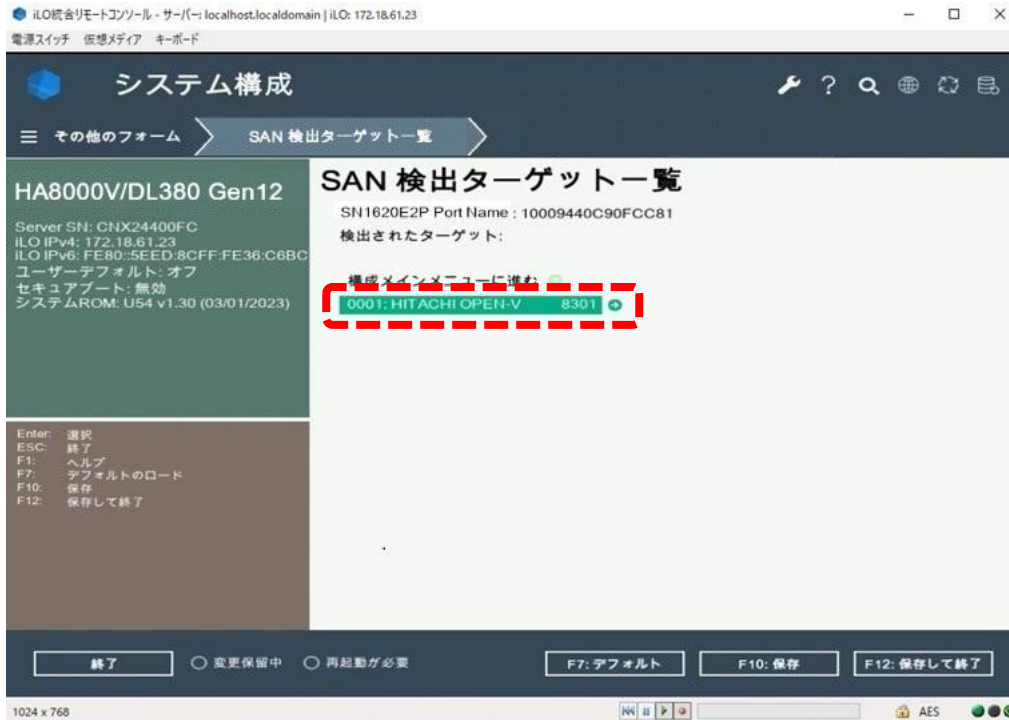 iLO統合リモートコンソール - サーバー: localhost.localdomain | iLO: 172.18.61.23
電源スイッチ 仮想メディア キーボード
システム構成
その他のフォーム SAN 検出ターゲット一覧
HA8000V/DL380 Gen12
Server SN: CNX24400FC
iLO IPv4: 172.18.61.23
iLO IPv6: FE80::5EED:8CFF:FE36:C6BC
ユーザーデフォルト: オフ
セキュアブート: 無効
システムROM: U54 v1.30 (03/01/2023)
SAN 検出ターゲット一覧
SN1620E2P Port Name : 10009440C90FCC81
検出されたターゲット:
構成メインメニューに進む
0001: HITACHI OPEN-V 8301
Enter: 選択
ESC: 終了
F1: ヘルプ
F7: デフォルトのロード
F10: 保存
F12: 保存して終了
終了 変更保留中 再起動が必要 F7: デフォルト F10: 保存 F12: 保存して終了
1024 x 768 AES